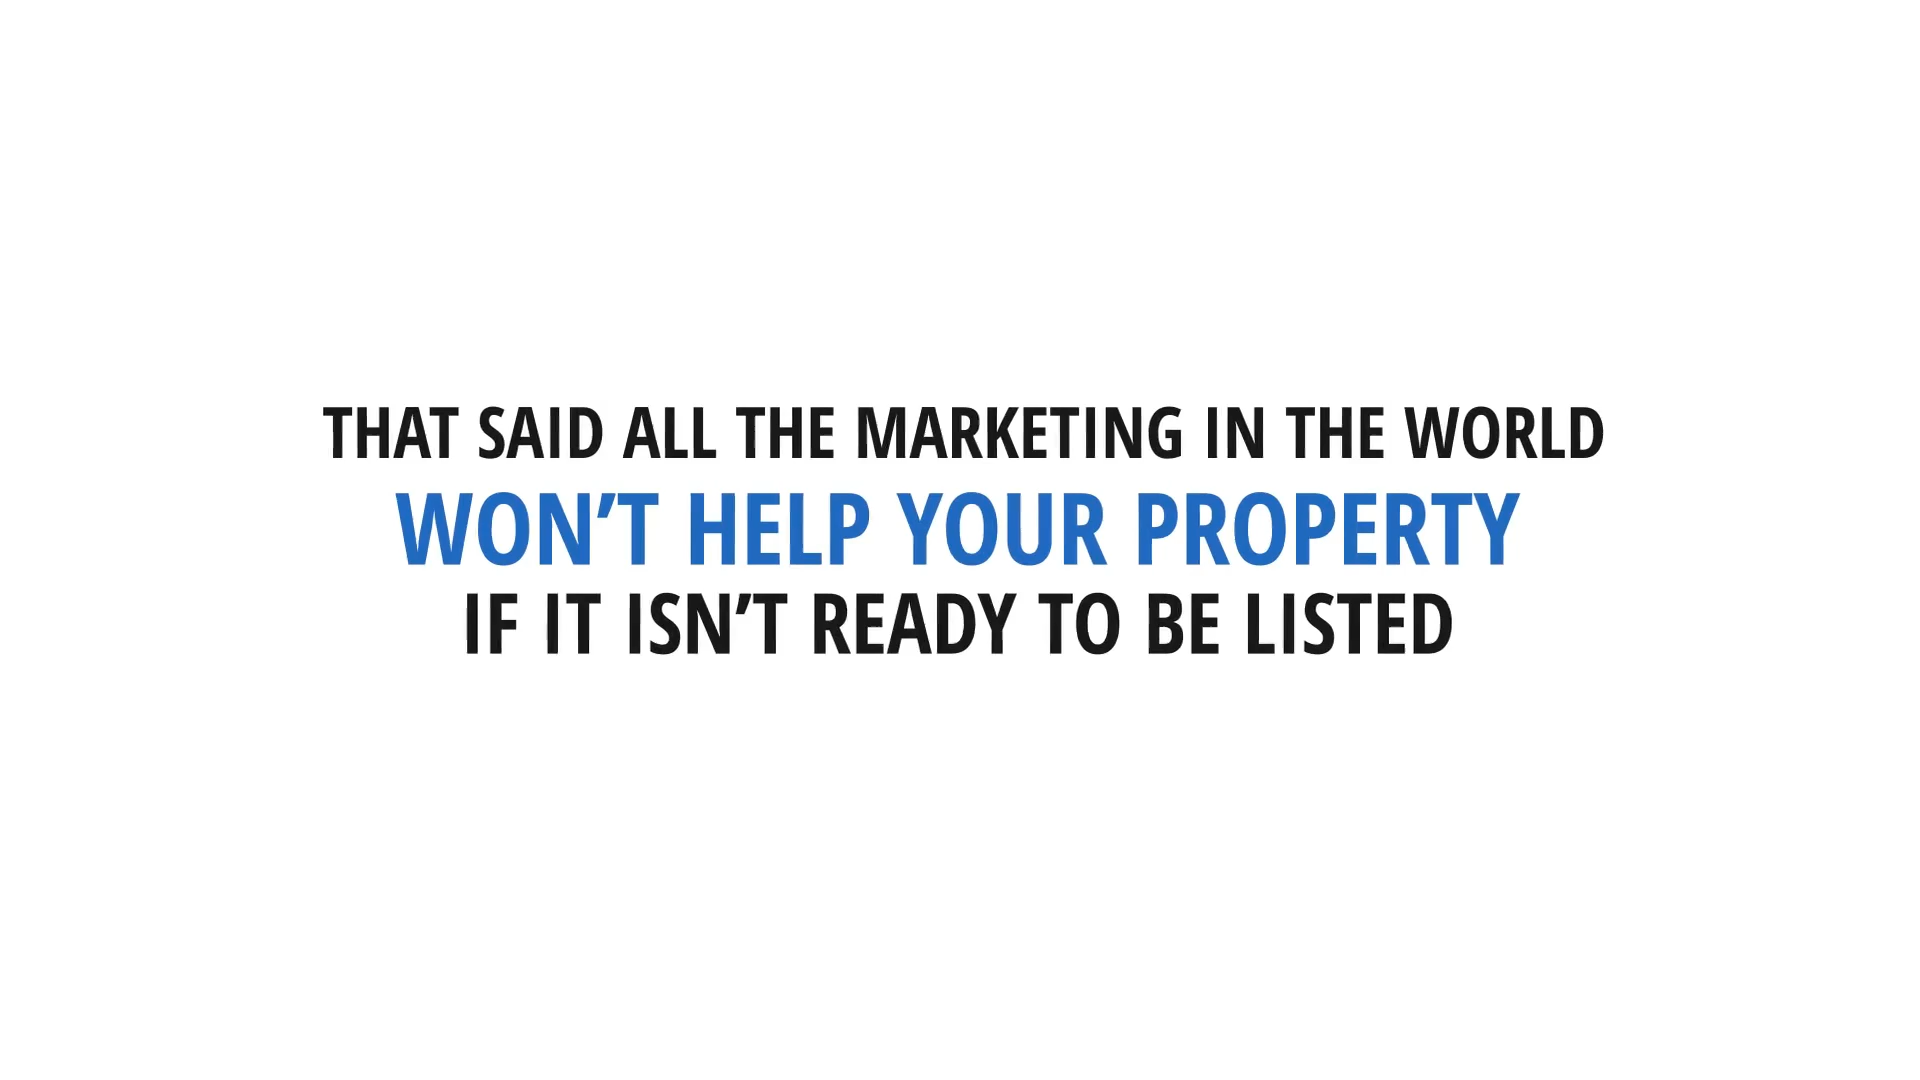 THAT SAID ALL THE MARKETING IN THE WORLD
WON’T HELP YOUR PROPERTY
IF IT ISN’T READY TO BE LISTED